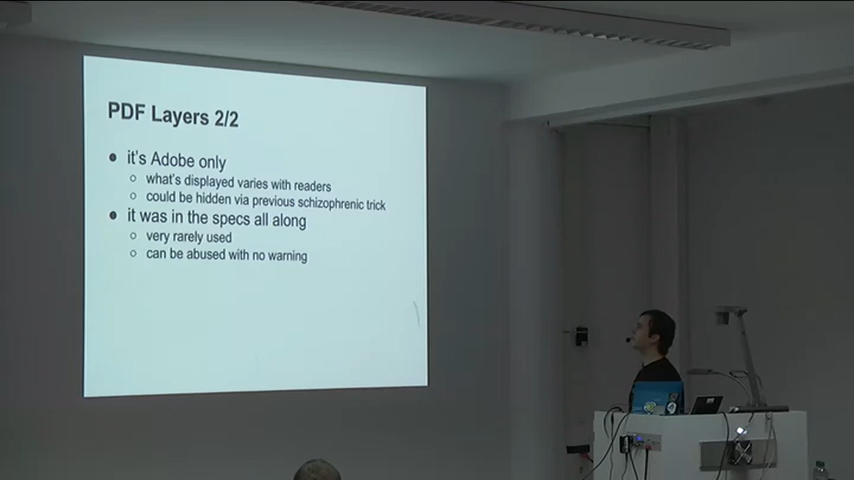 PDF Layers 2/2
it's Adobe only
what's displayed varies with readers
could be hidden via previous schizophrenic trick
it was in the specs all along
very rarely used
can be abused with no warning